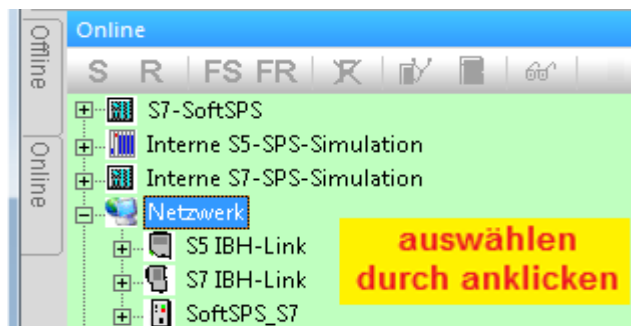 Online
Offline
Online
S R FS FR
S7-SoftSPS
Interne S5-SPS-Simulation
Interne S7-SPS-Simulation
Netzwerk
S5 IBH-Link
S7 IBH-Link
SoftSPS_S7
auswählen
durch anklicken